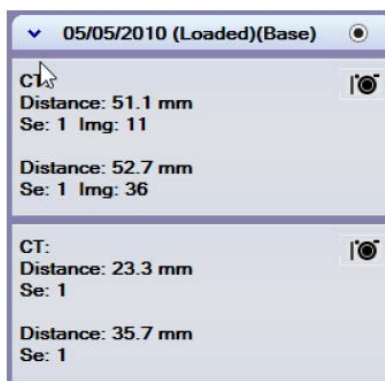 05/05/2010 (Loaded)(Base)
CT:
Distance: 51.1 mm
Se: 1 Img: 11
Distance: 52.7 mm
Se: 1 Img: 36
CT:
Distance: 23.3 mm
Se: 1
Distance: 35.7 mm
Se: 1